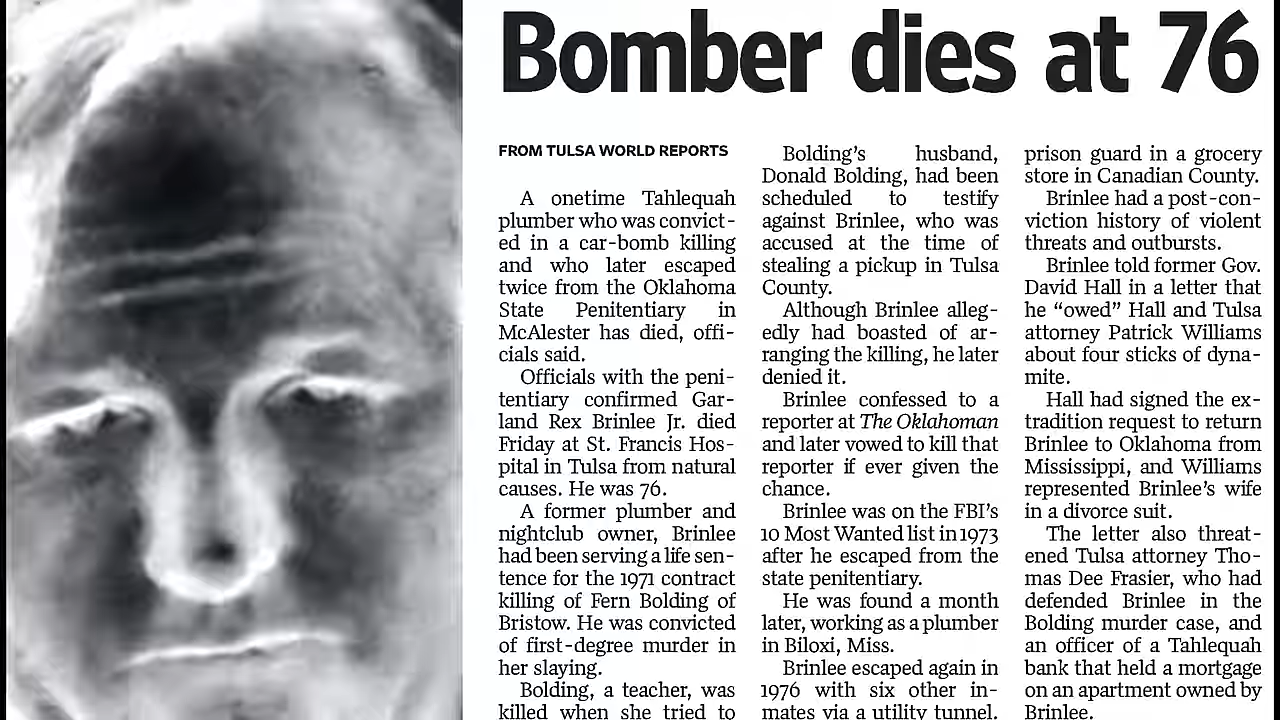 Bomber dies at 76
FROM TULSA WORLD REPORTS
A onetime Tahlequah
plumber who was convict-
ed in a car-bomb killing
and who later escaped
twice from the Oklahoma
State Penitentiary in
McAlester has died, offi-
cials said.
Officials with the peni-
tentiary confirmed Gar-
land Rex Brinlee Jr. died
Friday at St. Francis Hos-
pital in Tulsa from natural
causes. He was 76.
A former plumber and
nightclub owner, Brinlee
had been serving a life sen-
tence for the 1971 contract
killing of Fern Bolding of
Bristow. He was convicted
of first-degree murder in
her slaying.
Bolding, a teacher, was
killed when she tried to
Bolding's husband,
Donald Bolding, had been
scheduled to testify
against Brinlee, who was
accused at the time of
stealing a pickup in Tulsa
County.
Although Brinlee alleg-
edly had boasted of ar-
ranging the killing, he later
denied it.
Brinlee confessed to a
reporter at The Oklahoman
and later vowed to kill that
reporter if ever given the
chance.
Brinlee was on the FBI's
10 Most Wanted list in 1973
after he escaped from the
state penitentiary.
He was found a month
later, working as a plumber
in Biloxi, Miss.
Brinlee escaped again in
1976 with six other in-
mates via a utility tunnel.
prison guard in a grocery
store in Canadian County.
Brinlee had a post-con-
viction history of violent
threats and outbursts.
Brinlee told former Gov.
David Hall in a letter that
he "owed" Hall and Tulsa
attorney Patrick Williams
about four sticks of dyna-
mite.
Hall had signed the ex-
tradition request to return
Brinlee to Oklahoma from
Mississippi, and Williams
represented Brinlee's wife
in a divorce suit.
The letter also threat-
ened Tulsa attorney Tho-
mas Dee Frasier, who had
defended Brinlee in the
Bolding murder case, and
an officer of a Tahlequah
bank that held a mortgage
on an apartment owned by
Brinlee.